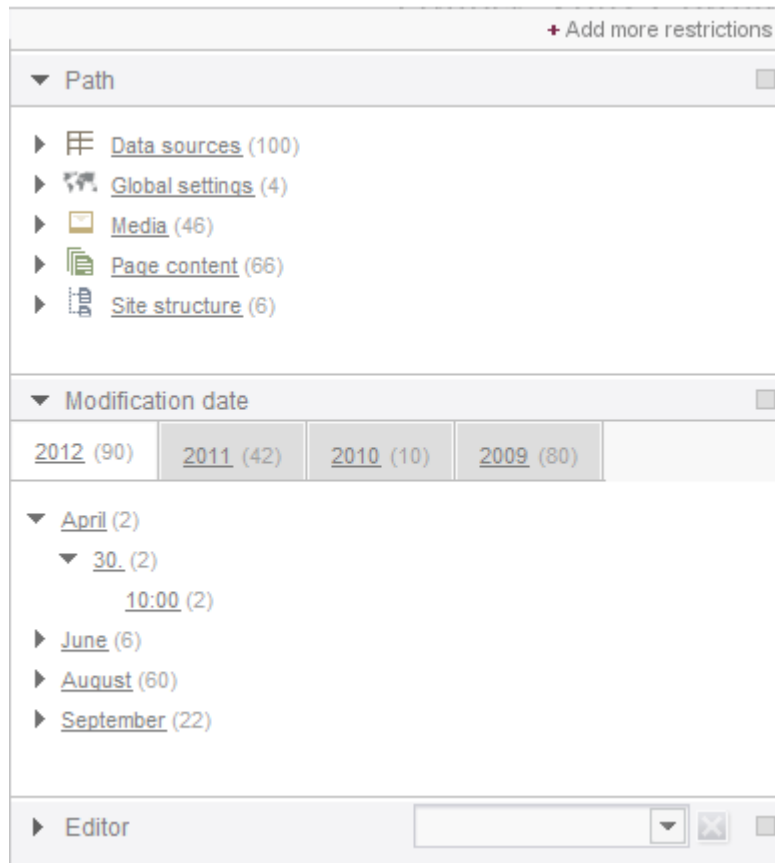 + Add more restrictions
Path
Data sources (100)
Global settings (4)
Media (46)
Page content (66)
Site structure (6)
Modification date
2012 (90) 2011 (42) 2010 (10) 2009 (80)
April (2)
30. (2)
10:00 (2)
June (6)
August (60)
September (22)
Editor